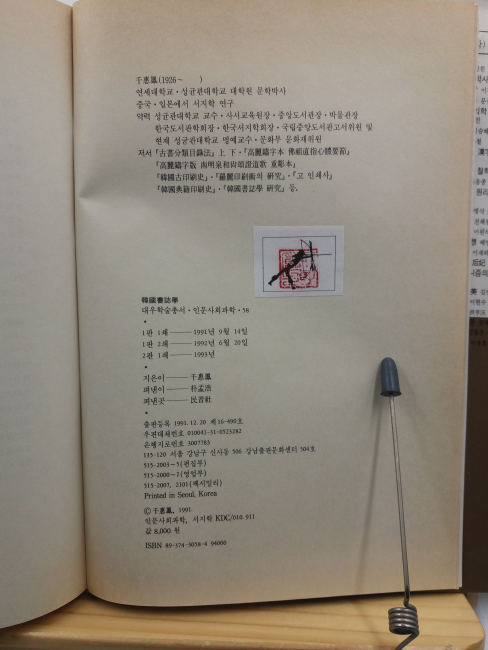 千惠鳳(1926~ )
연세대학교·성균관대학교 대학원 문학박사
중국·일본에서 서지학 연구
역력 성균관대학교 교수·사서교육원장·중앙도서관장·박물관장
한국도서관학회장·한국서지학회장·국립중앙도서관고서위원 및
현재 성균관대학교 명예교수·문화부 문화재위원
저서「古書分類目錄法」上 下·「高麗鑄字本 佛祖直指心體要節」
「高麗鑄字版 南明泉和尙頌證道歌 重彫本」
「韓國古印刷史」·「羅麗印刷術의 硏究」·「고 인쇄사」
「韓國典籍印刷史」·「韓國書誌學 硏究」등.
韓國書誌學
대우학술총서·인문사회과학·58
1판 1쇄——1991년 9월 14일
1판 2쇄——1992년 6월 20일
2판 1쇄——1993년
지은이——千惠鳳
펴낸이——朴孟浩
펴낸곳——民音社
출판등록 1991. 12. 20 제16-490호
우편대체번호 010041-31-0523282
은행지로번호 3007783
135-120 서울 강남구 신사동 506 강남출판문화센터 504호
515-2003~5(편집부)
515-2000~2(영업부)
515-2007, 2101(팩시밀리)
Printed in Seoul, Korea
ⓒ 千惠鳳, 1991
인문사회과학, 서지학 KDC/010.911
값 8,000 원
ISBN 89-374-3058-4 94000